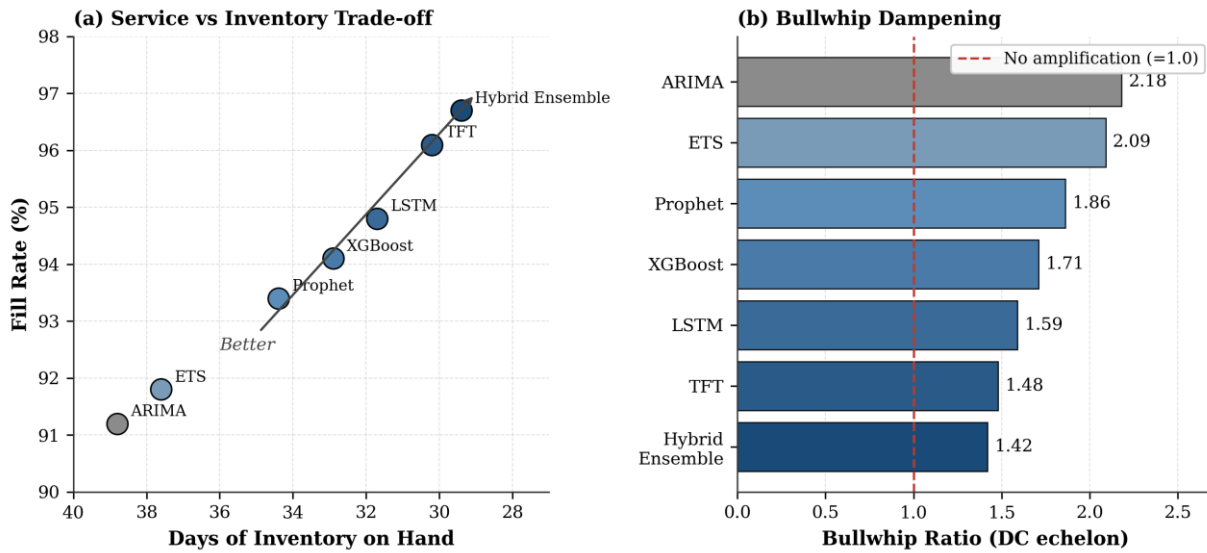 (a) Service vs Inventory Trade-off
98
97
96
95
94
93
92
91
90
Fill Rate (%)
Hybrid Ensemble
TFT
LSTM
XGBoost
Prophet
Better
ETS
ARIMA
40
38
36
34
32
30
28
Days of Inventory on Hand
(b) Bullwhip Dampening
No amplification (=1.0)
ARIMA
2.18
ETS
2.09
Prophet
1.86
XGBoost
1.71
LSTM
1.59
TFT
1.48
Hybrid
Ensemble
1.42
0.0
0.5
1.0
1.5
2.0
2.5
Bullwhip Ratio (DC echelon)